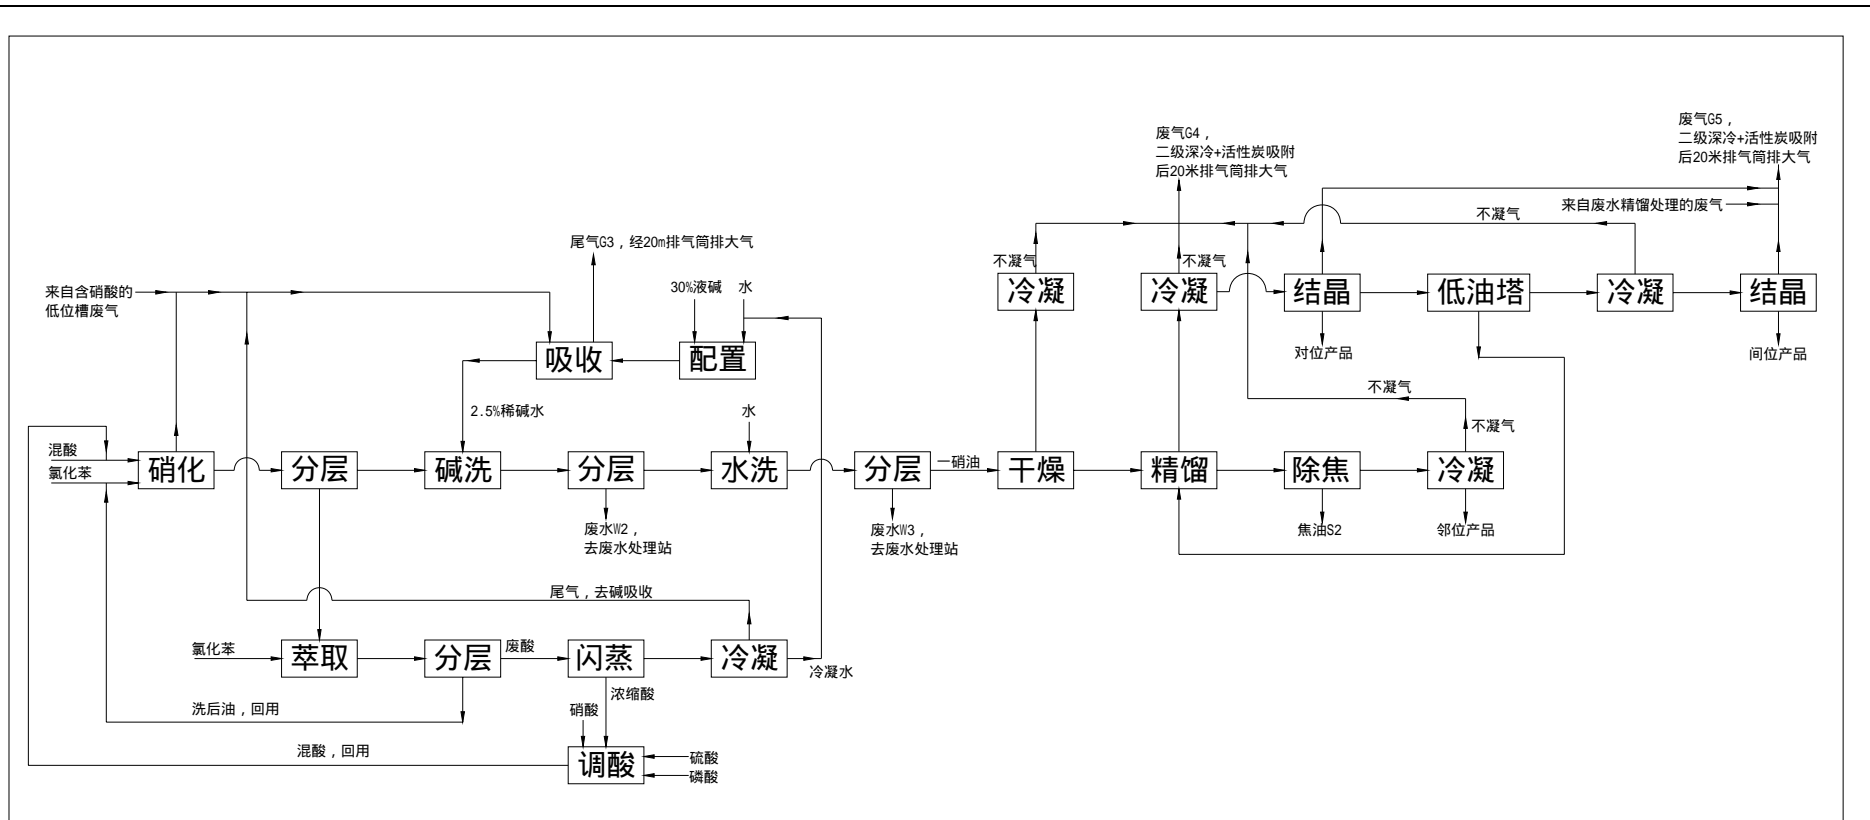 废气G4，
二级深冷+活性炭吸附
后20米排气筒排大气
废气G5，
二级深冷+活性炭吸附
后20米排气筒排大气
来自废水精馏处理的废气
不凝气
尾气G3，经20m排气筒排大气
不凝气
不凝气
30%液碱
水
来自含硝酸的
低位槽废气
冷凝
冷凝
结晶
低油塔
冷凝
结晶
吸收
配置
对位产品
间位产品
不凝气
2.5%稀碱水
水
不凝气
混酸
氯化苯
硝化
分层
碱洗
分层
水洗
分层
一硝油
干燥
精馏
除焦
冷凝
废水W2，
去废水处理站
废水W3，
去废水处理站
焦油S2
邻位产品
尾气，去碱吸收
氯化苯
萃取
分层
废酸
闪蒸
冷凝
冷凝水
浓缩酸
洗后油，回用
硝酸
混酸，回用
调酸
硫酸
磷酸